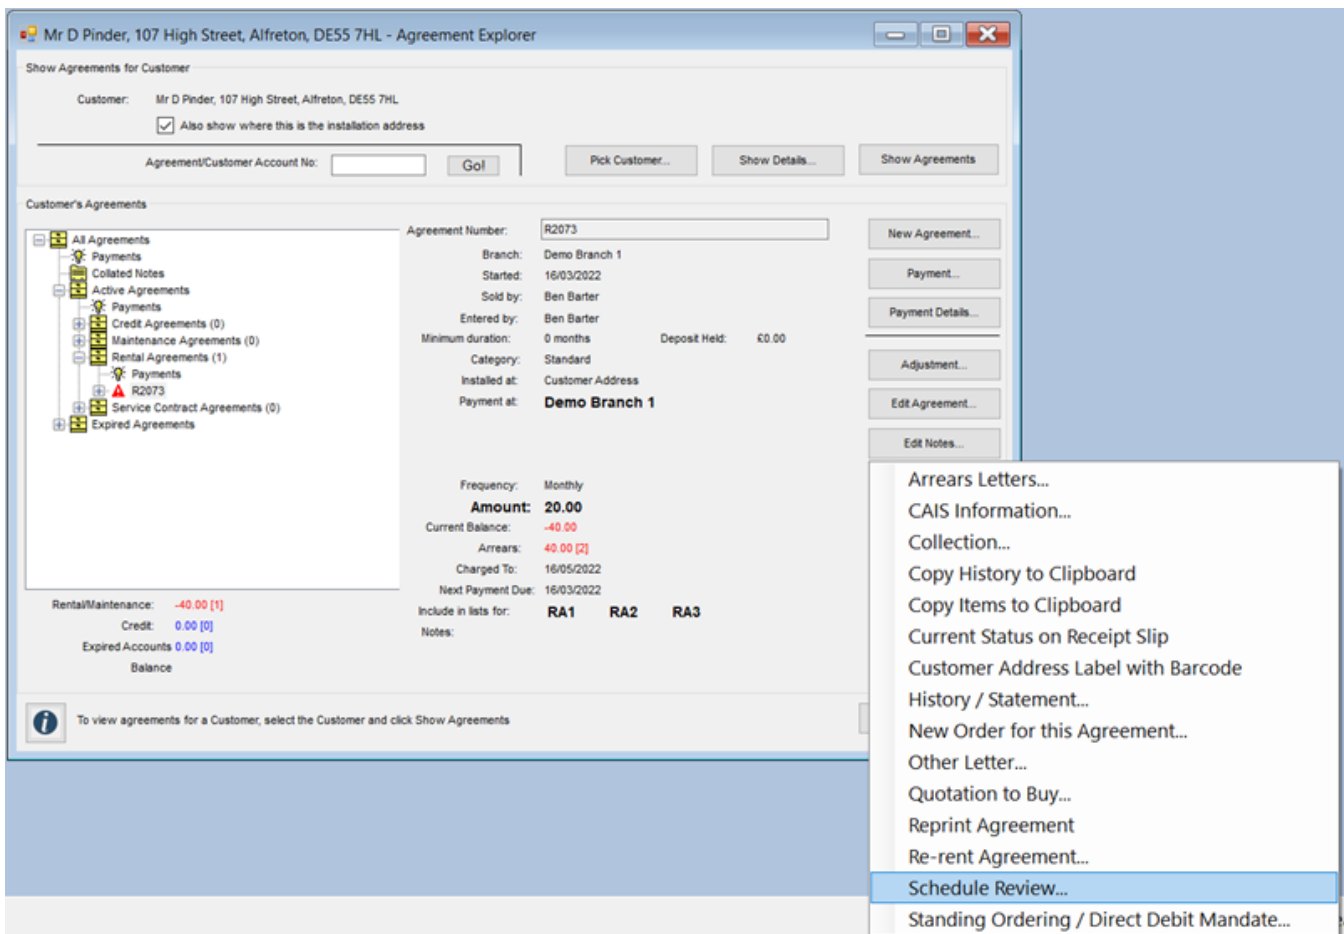 Mr D Pinder, 107 High Street, Alfreton, DE55 7HL - Agreement Explorer
Show Agreements for Customer
Customer: Mr D Pinder, 107 High Street, Alfreton, DE55 7HL
Also show where this is the installation address
Agreement/Customer Account No: Go! Pick Customer... Show Details... Show Agreements
Customer's Agreements
All Agreements
Payments
Collated Notes
Active Agreements
Payments
Credit Agreements (0)
Maintenance Agreements (0)
Rental Agreements (1)
Payments
R2073
Service Contract Agreements (0)
Expired Agreements
Rental/Maintenance: -40.00 [1]
Credit: 0.00 [0]
Expired Accounts 0.00 [0]
Balance
Agreement Number: R2073
Branch: Demo Branch 1
Started: 16/03/2022
Sold by: Ben Barter
Entered by: Ben Barter
Minimum duration: 0 months Deposit Held: £0.00
Category: Standard
Installed at: Customer Address
Payment at: Demo Branch 1
Frequency: Monthly
Amount: 20.00
Current Balance: -40.00
Arrears: 40.00 [2]
Charged To: 16/05/2022
Next Payment Due: 16/03/2022
Include in lists for: RA1 RA2 RA3
Notes:
New Agreement...
Payment...
Payment Details...
Adjustment...
Edit Agreement...
Edit Notes...
To view agreements for a Customer, select the Customer and click Show Agreements
Arrears Letters...
CAIS Information...
Collection...
Copy History to Clipboard
Copy Items to Clipboard
Current Status on Receipt Slip
Customer Address Label with Barcode
History / Statement...
New Order for this Agreement...
Other Letter...
Quotation to Buy...
Reprint Agreement
Re-rent Agreement...
Schedule Review...
Standing Ordering / Direct Debit Mandate...